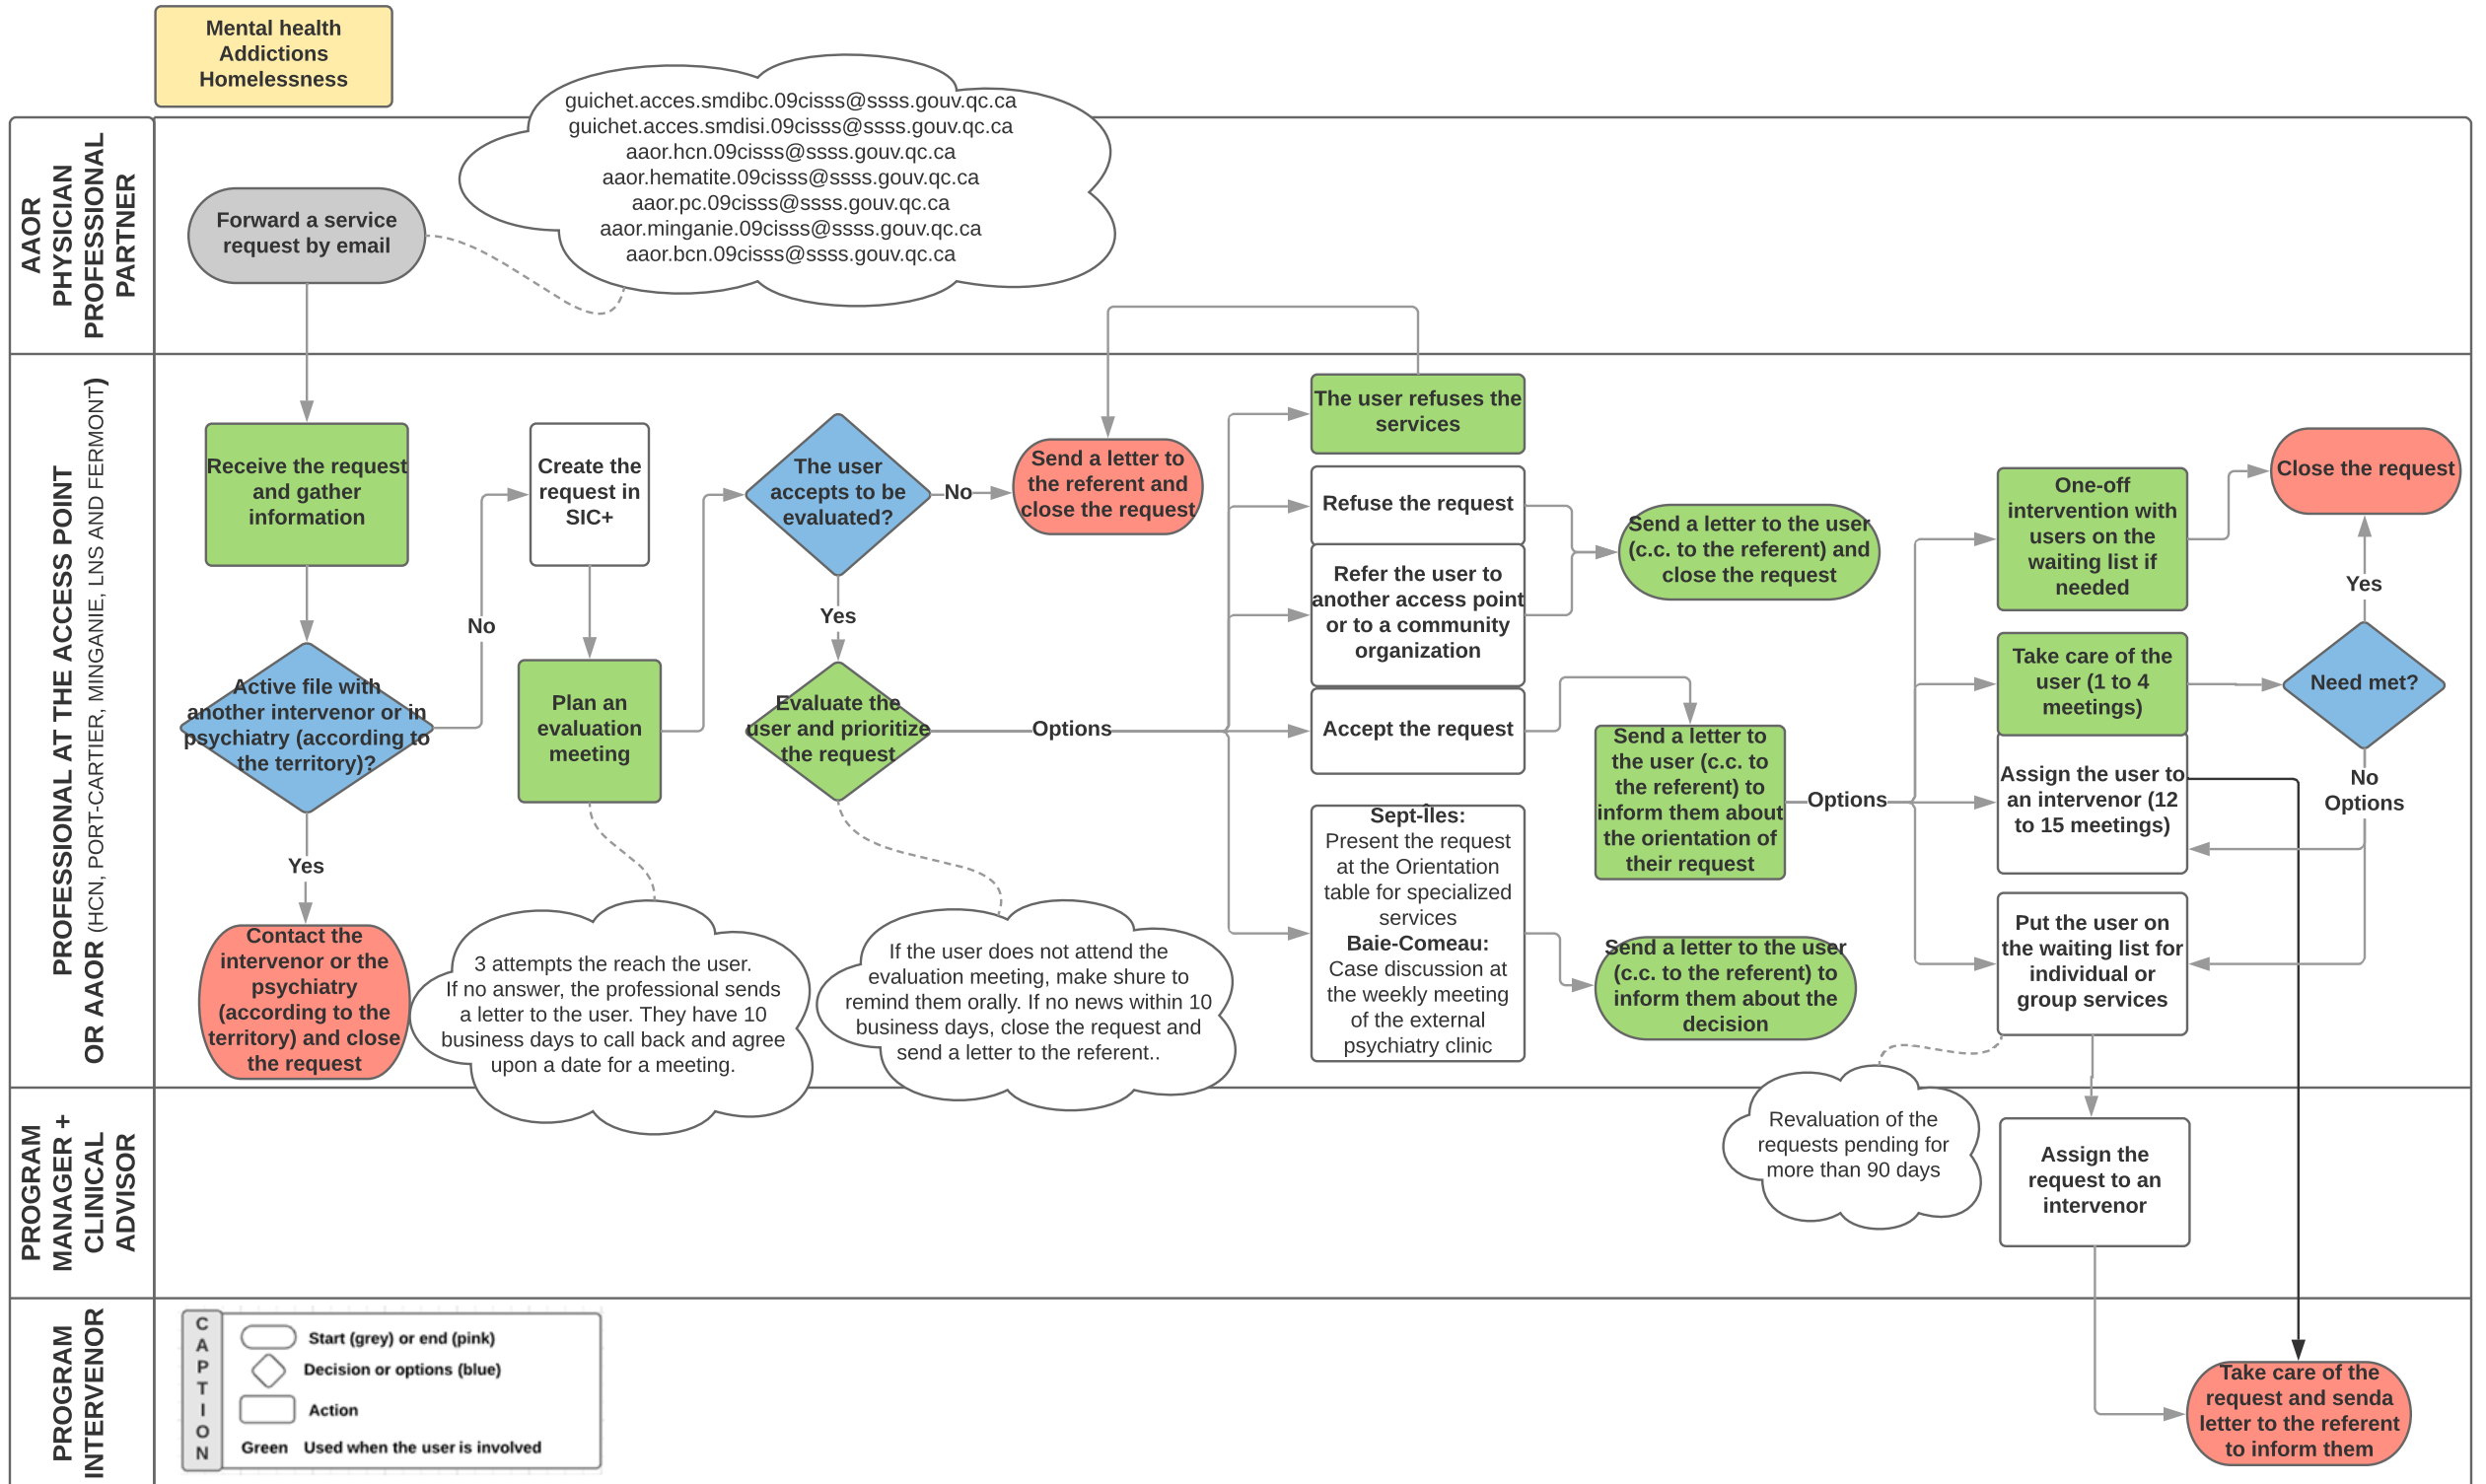 Mental health
Addictions
Homelessness
AAOR
PHYSICIAN
PROFESSIONAL
PARTNER
Forward a service
request by email
guichet.acces.smdibc.09cisss@ssss.gouv.qc.ca
guichet.acces.smdisi.09cisss@ssss.gouv.qc.ca
aaor.hcn.09cisss@ssss.gouv.qc.ca
aaor.hematite.09cisss@ssss.gouv.qc.ca
aaor.pc.09cisss@ssss.gouv.qc.ca
aaor.minganie.09cisss@ssss.gouv.qc.ca
aaor.bcn.09cisss@ssss.gouv.qc.ca
PROFESSIONAL AT THE ACCESS POINT
OR AAOR (HCN, PORT-CARTIER, MINGANIE, LNS AND FERMONT)
Receive the request
and gather
information
Active file with
another intervenor or in
psychiatry (according to
the territory)?
Yes
Contact the
intervenor or the
psychiatry
(according to the
territory) and close
the request
No
Create the
request in
SIC+
Plan an
evaluation
meeting
3 attempts the reach the user.
If no answer, the professional sends
a letter to the user. They have 10
business days to call back and agree
upon a date for a meeting.
The user
accepts to be
evaluated?
No
Send a letter to
the referent and
close the request
Yes
Evaluate the
user and prioritize
the request
If the user does not attend the
evaluation meeting, make shure to
remind them orally. If no news within 10
business days, close the request and
send a letter to the referent..
Options
The user refuses the
services
Refuse the request
Refer the user to
another access point
or to a community
organization
Accept the request
Sept-Îles:
Present the request
at the Orientation
table for specialized
services
Baie-Comeau:
Case discussion at
the weekly meeting
of the external
psychiatry clinic
Send a letter to the user
(c.c. to the referent) and
close the request
Send a letter to
the user (c.c. to
the referent) to
inform them about
the orientation of
their request
Send a letter to the user
(c.c. to the referent) to
inform them about the
decision
Options
One-off
intervention with
users on the
waiting list if
needed
Take care of the
user (1 to 4
meetings)
Assign the user to
an intervenor (12
to 15 meetings)
Put the user on
the waiting list for
individual or
group services
Close the request
Yes
Need met?
No
Options
PROGRAM
MANAGER +
CLINICAL
ADVISOR
Revaluation of the
requests pending for
more than 90 days
Assign the
request to an
intervenor
PROGRAM
INTERVENOR
CAPTION
Start (grey) or end (pink)
Decision or options (blue)
Action
Green Used when the user is involved
Take care of the
request and senda
letter to the referent
to inform them